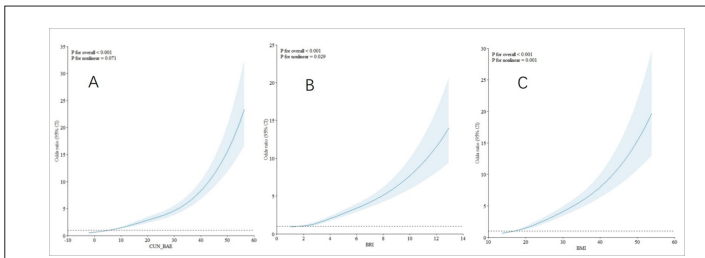 P for overall < 0.001
P for nonlinear = 0.071
A
Odds ratio (95% CI)
35
25
20
15
10
5
0
-10 0 10 20 30 40 50 60
CUN_BAE
P for overall < 0.001
P for nonlinear = 0.029
B
Odds ratio (95% CI)
25
20
15
10
5
0
0 2 4 6 8 10 12 14
BRI
P for overall < 0.001
P for nonlinear = 0.001
C
Odds ratio (95% CI)
30
25
20
15
10
5
0
10 20 30 40 50 60
BMI